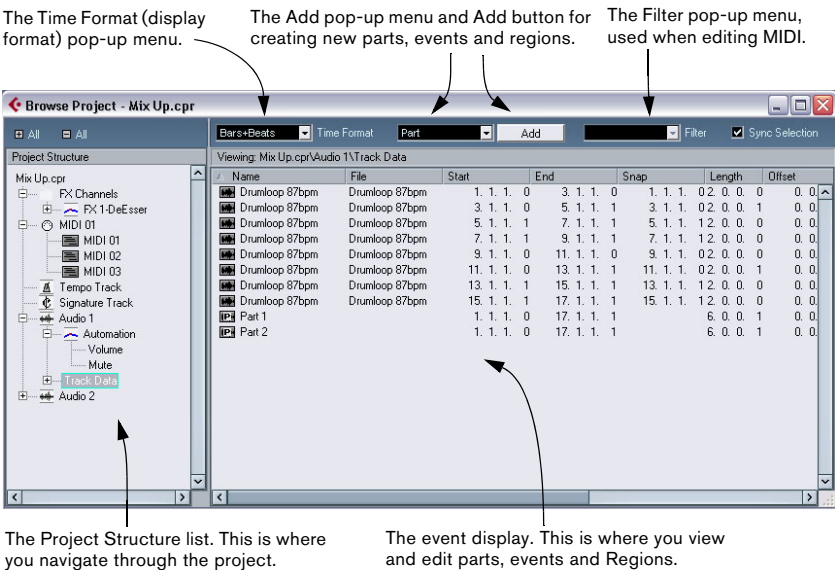 The Time Format (display
format) pop-up menu.
The Add pop-up menu and Add button for
creating new parts, events and regions.
The Filter pop-up menu,
used when editing MIDI.
Browse Project - Mix Up.cpr
All All Bars+Beats Time Format Part Add Filter Sync Selection
Project Structure
Viewing: Mix Up.cpr\Audio 1\Track Data
Mix Up.cpr
FX Channels
FX 1-DeEsser
MIDI 01
MIDI 01
MIDI 02
MIDI 03
Tempo Track
Signature Track
Audio 1
Automation
Volume
Mute
Track Data
Audio 2
Name File Start End Snap Length Offset
Drumloop 87bpm Drumloop 87bpm 1. 1. 1. 0 3. 1. 1. 0 1. 1. 1. 0 2. 0. 0. 0 0. 0.
Drumloop 87bpm Drumloop 87bpm 3. 1. 1. 0 5. 1. 1. 1 3. 1. 1. 0 2. 0. 0. 1 0. 0.
Drumloop 87bpm Drumloop 87bpm 5. 1. 1. 1 7. 1. 1. 1 5. 1. 1. 1 2. 0. 0. 0 0. 0.
Drumloop 87bpm Drumloop 87bpm 7. 1. 1. 1 9. 1. 1. 0 7. 1. 1. 1 2. 0. 0. 0 0. 0.
Drumloop 87bpm Drumloop 87bpm 9. 1. 1. 0 11. 1. 1. 0 9. 1. 1. 0 2. 0. 0. 0 0. 0.
Drumloop 87bpm Drumloop 87bpm 11. 1. 1. 0 13. 1. 1. 1 11. 1. 1. 0 2. 0. 0. 1 0. 0.
Drumloop 87bpm Drumloop 87bpm 13. 1. 1. 1 15. 1. 1. 1 13. 1. 1. 1 2. 0. 0. 0 0. 0.
Drumloop 87bpm Drumloop 87bpm 15. 1. 1. 1 17. 1. 1. 1 15. 1. 1. 1 2. 0. 0. 0 0. 0.
Part 1 1. 1. 1. 0 17. 1. 1. 1 6. 0. 0. 1 0. 0.
Part 2 1. 1. 1. 0 17. 1. 1. 1 6. 0. 0. 1 0. 0.
The Project Structure list. This is where
you navigate through the project.
The event display. This is where you view
and edit parts, events and Regions.